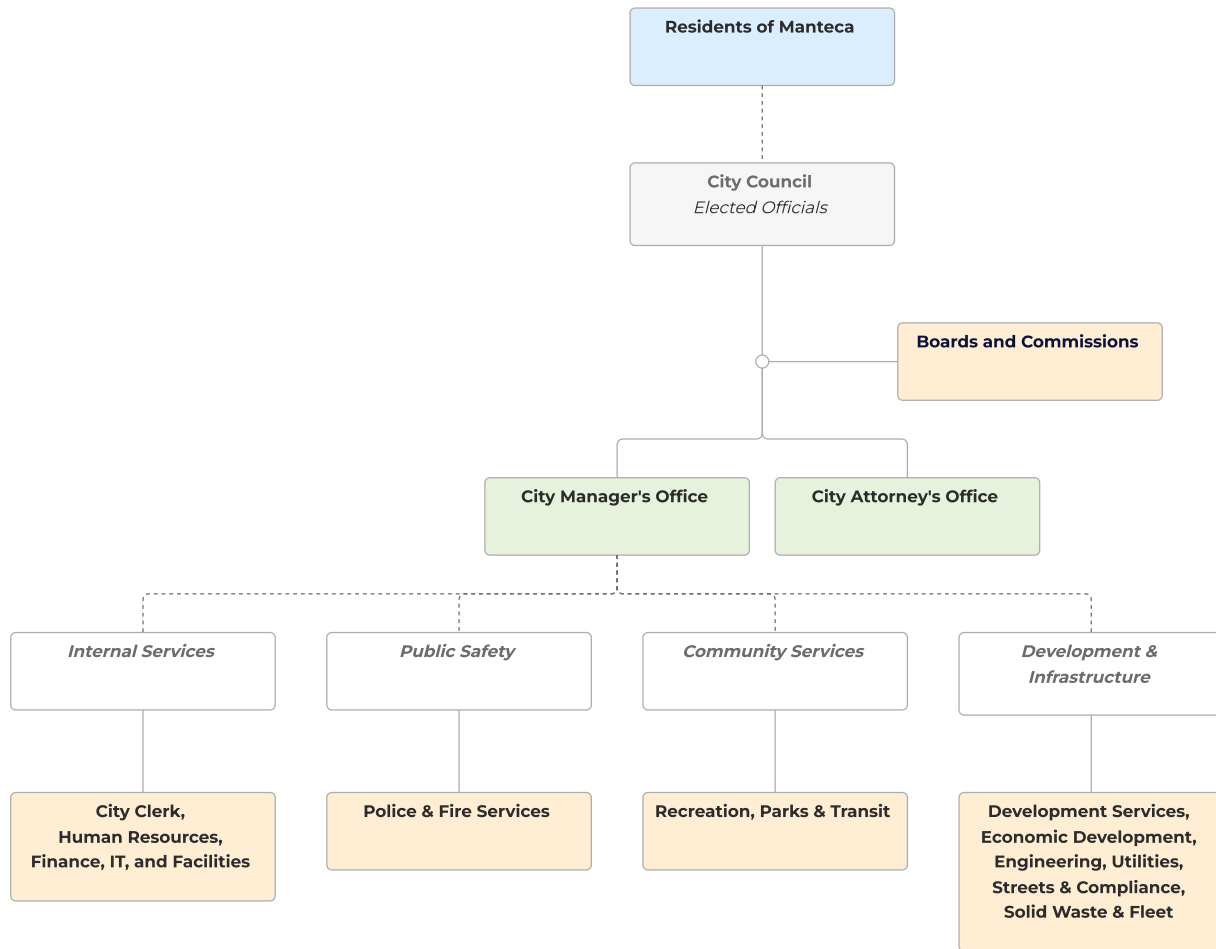 Residents of Manteca
City Council
Elected Officials
Boards and Commissions
City Manager's Office
City Attorney's Office
Internal Services
Public Safety
Community Services
Development &
Infrastructure
City Clerk,
Human Resources,
Finance, IT, and Facilities
Police & Fire Services
Recreation, Parks & Transit
Development Services,
Economic Development,
Engineering, Utilities,
Streets & Compliance,
Solid Waste & Fleet